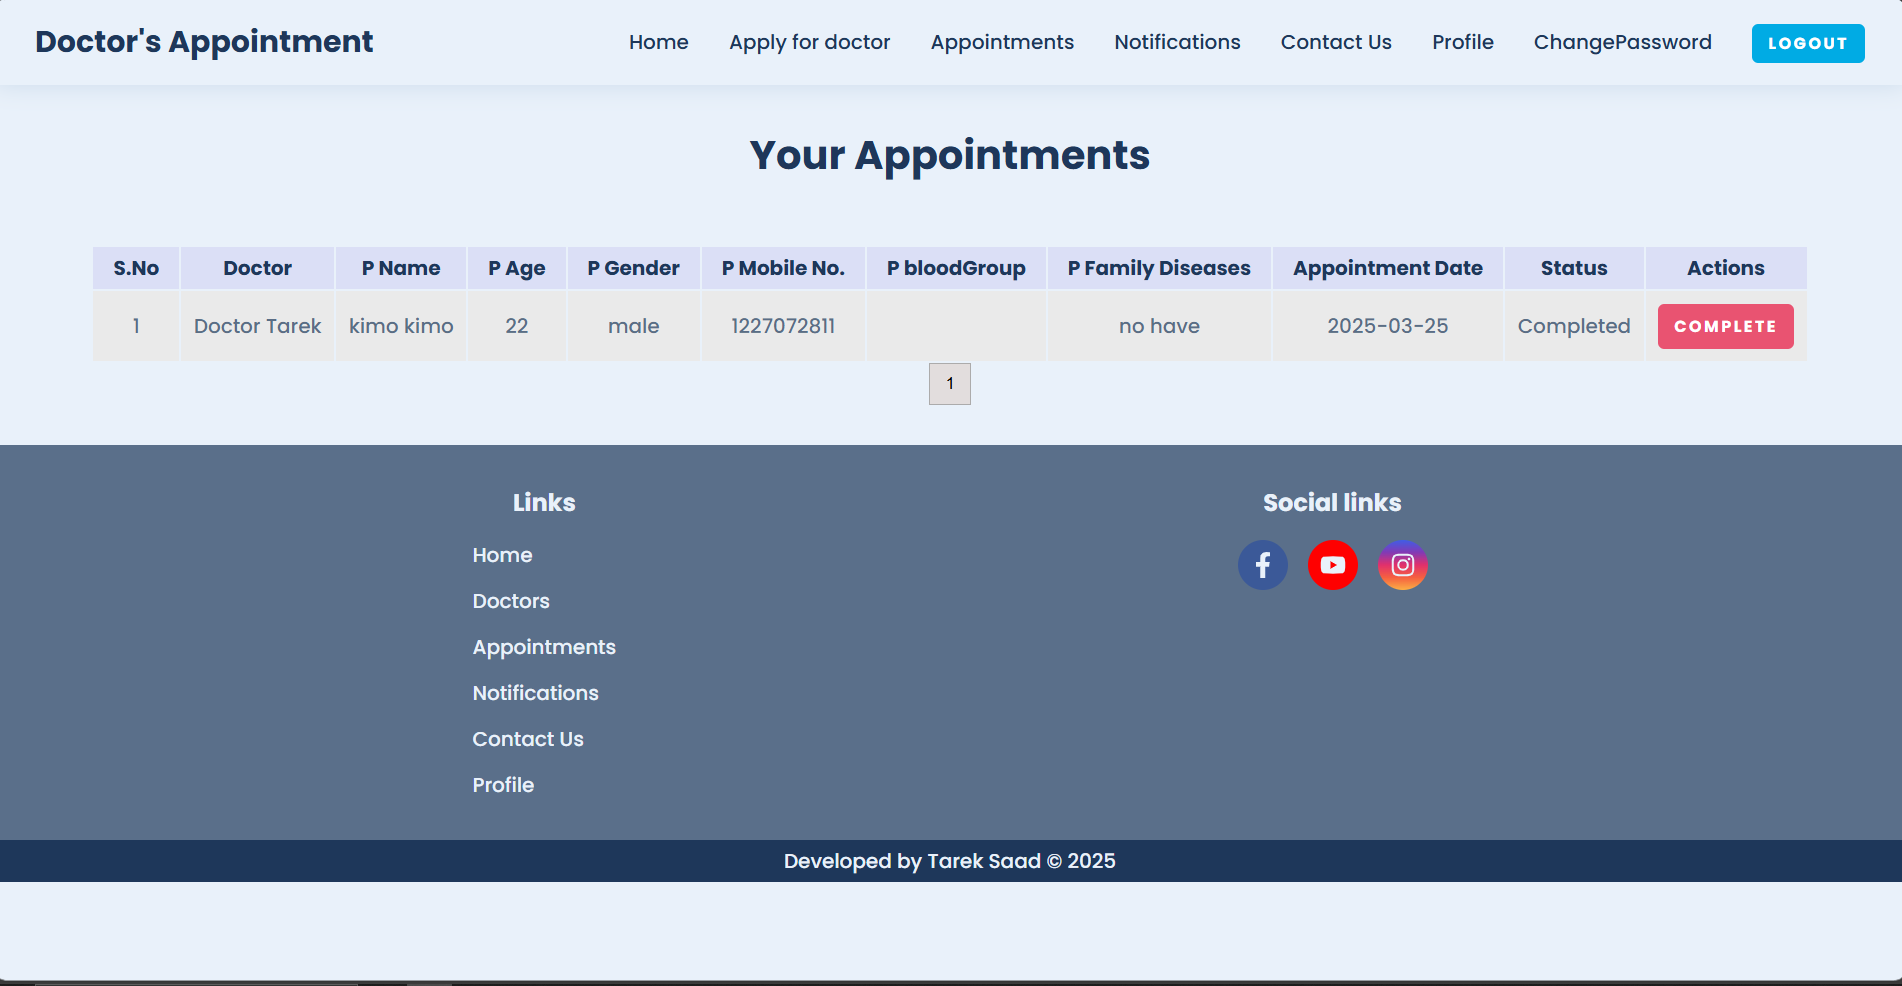 Doctor's Appointment Home Apply for doctor Appointments Notifications Contact Us Profile ChangePassword LOGOUT
Your Appointments
S.No Doctor P Name P Age P Gender P Mobile No. P bloodGroup P Family Diseases Appointment Date Status Actions
1 Doctor Tarek kimo kimo 22 male 1227072811 no have 2025-03-25 Completed COMPLETE
1
Links
Home
Doctors
Appointments
Notifications
Contact Us
Profile
Social links
Developed by Tarek Saad © 2025